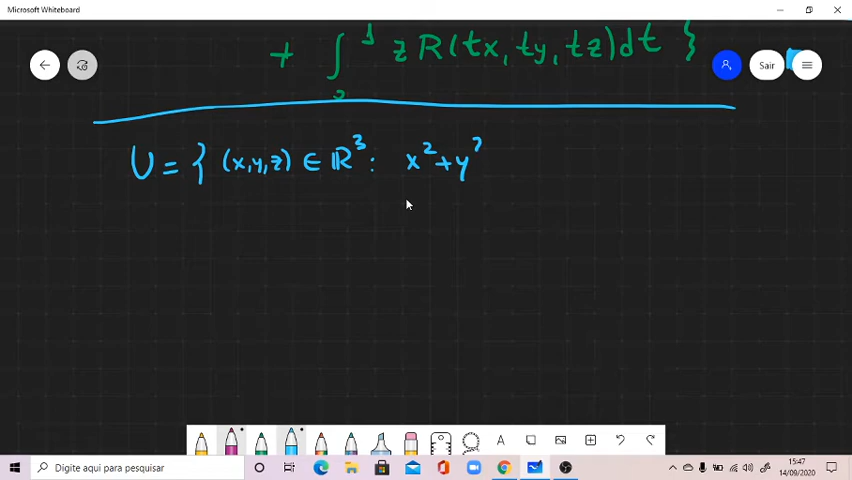 Microsoft Whiteboard
+ ∫₀¹ z R(tx, ty, tz)dt }
Sair
U = { (x,y,z) ∈ ℝ³: x²+y²
Digite aqui para pesquisar
15:47
14/09/2020